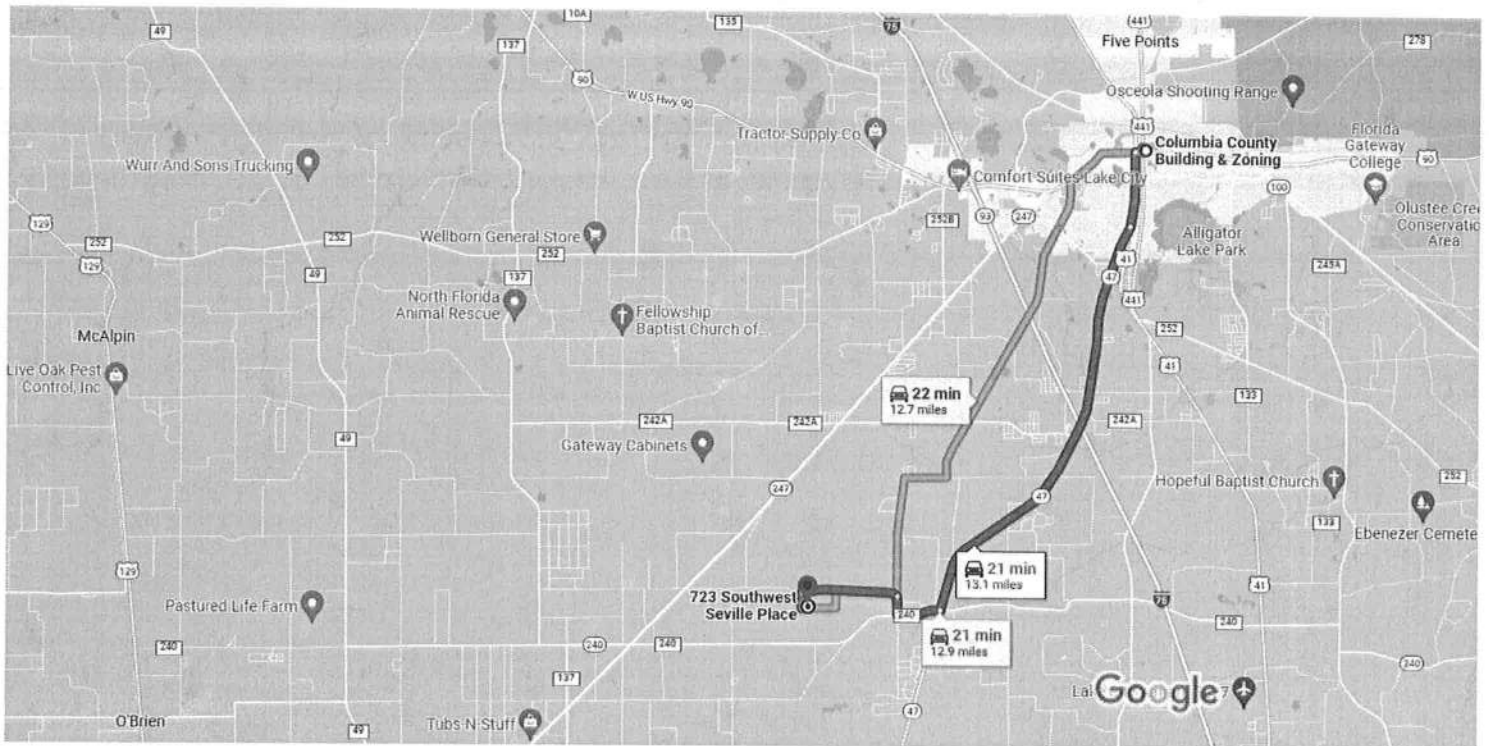 10A
135
75
441
Five Points
278
49
137
90
W US Hwy 90
Osceola Shooting Range
Tractor Supply Co
441
Columbia County
Building & Zoning
Florida
Gateway
College
90
Wurr And Sons Trucking
Comfort Suites Lake City
100
129
252
252
Wellborn General Store
252
252B
93
247
Alligator
Lake Park
Olustee
Conservation
Area
129
49
137
41
47
245A
North Florida
Animal Rescue
Fellowship
Baptist Church of...
441
252
McAlpin
Live Oak Pest
Control, Inc
41
22 min
12.7 miles
133
242A
242A
242A
49
Gateway Cabinets
247
Hopeful Baptist Church
252
47
133
Ebenezer
129
21 min
13.1 miles
41
Pastured Life Farm
723 Southwest
Seville Place
75
240
240
240
240
240
21 min
12.9 miles
240
137
Google
7
O'Brien
49
Tubs N Stuff
47